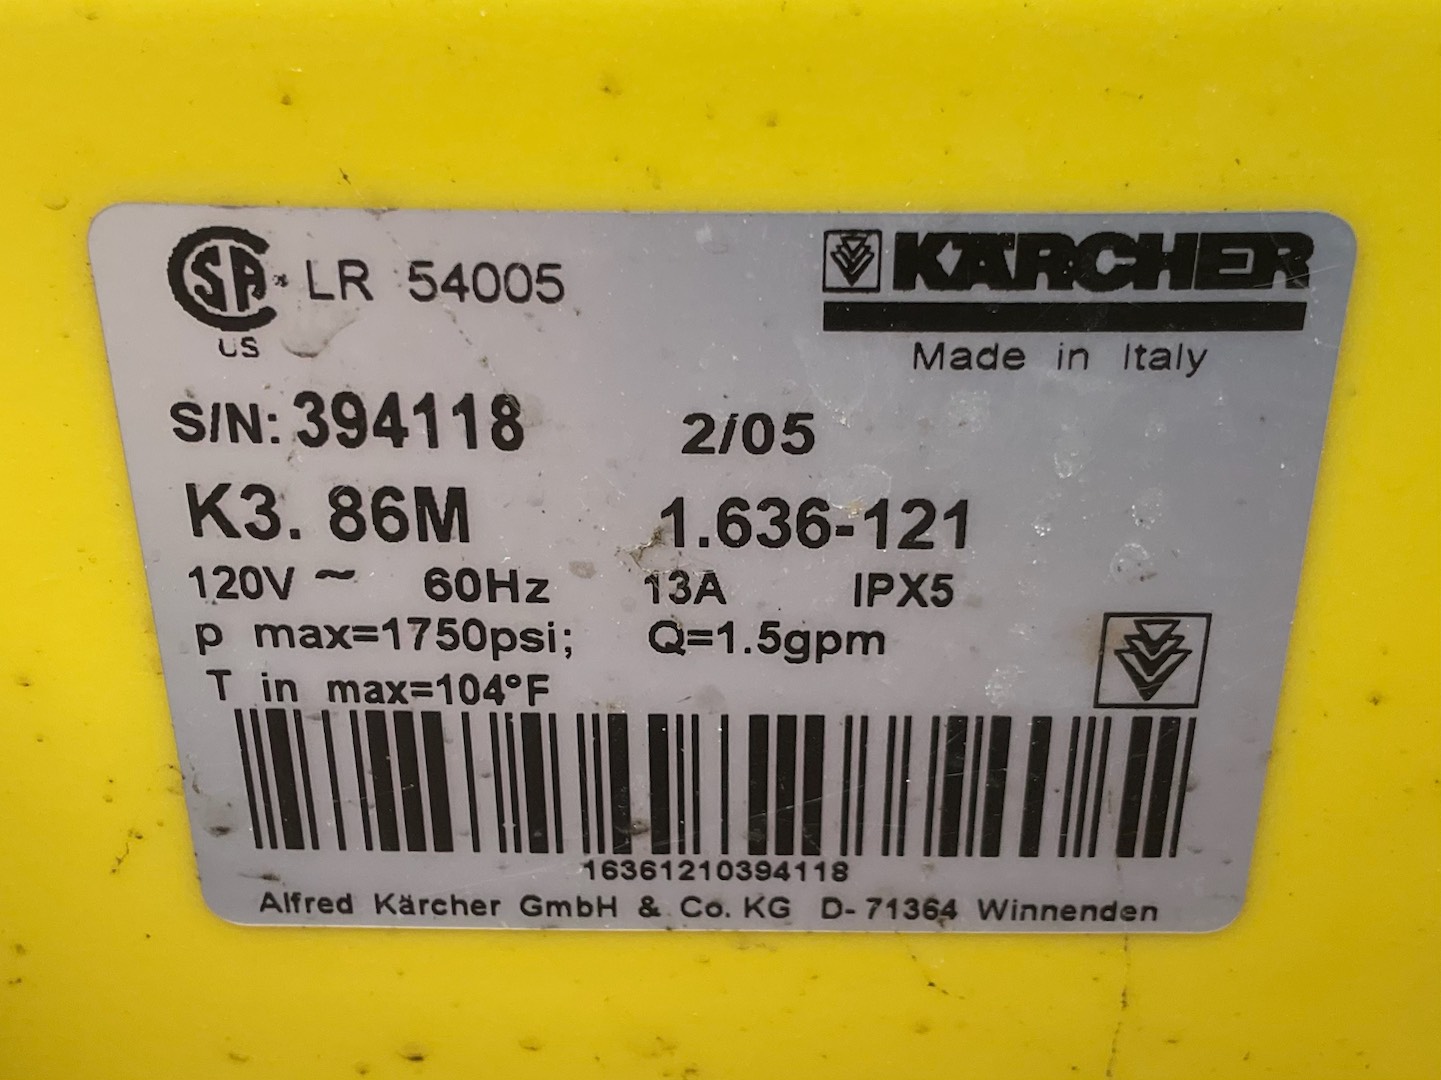 CSA US LR 54005
KÄRCHER
Made in Italy
S/N: 394118 2/05
K3. 86M 1.636-121
120V ~ 60Hz 13A IPX5
p max=1750psi; Q=1.5gpm
T in max=104°F
16361210394118
Alfred Kärcher GmbH & Co. KG D- 71364 Winnenden